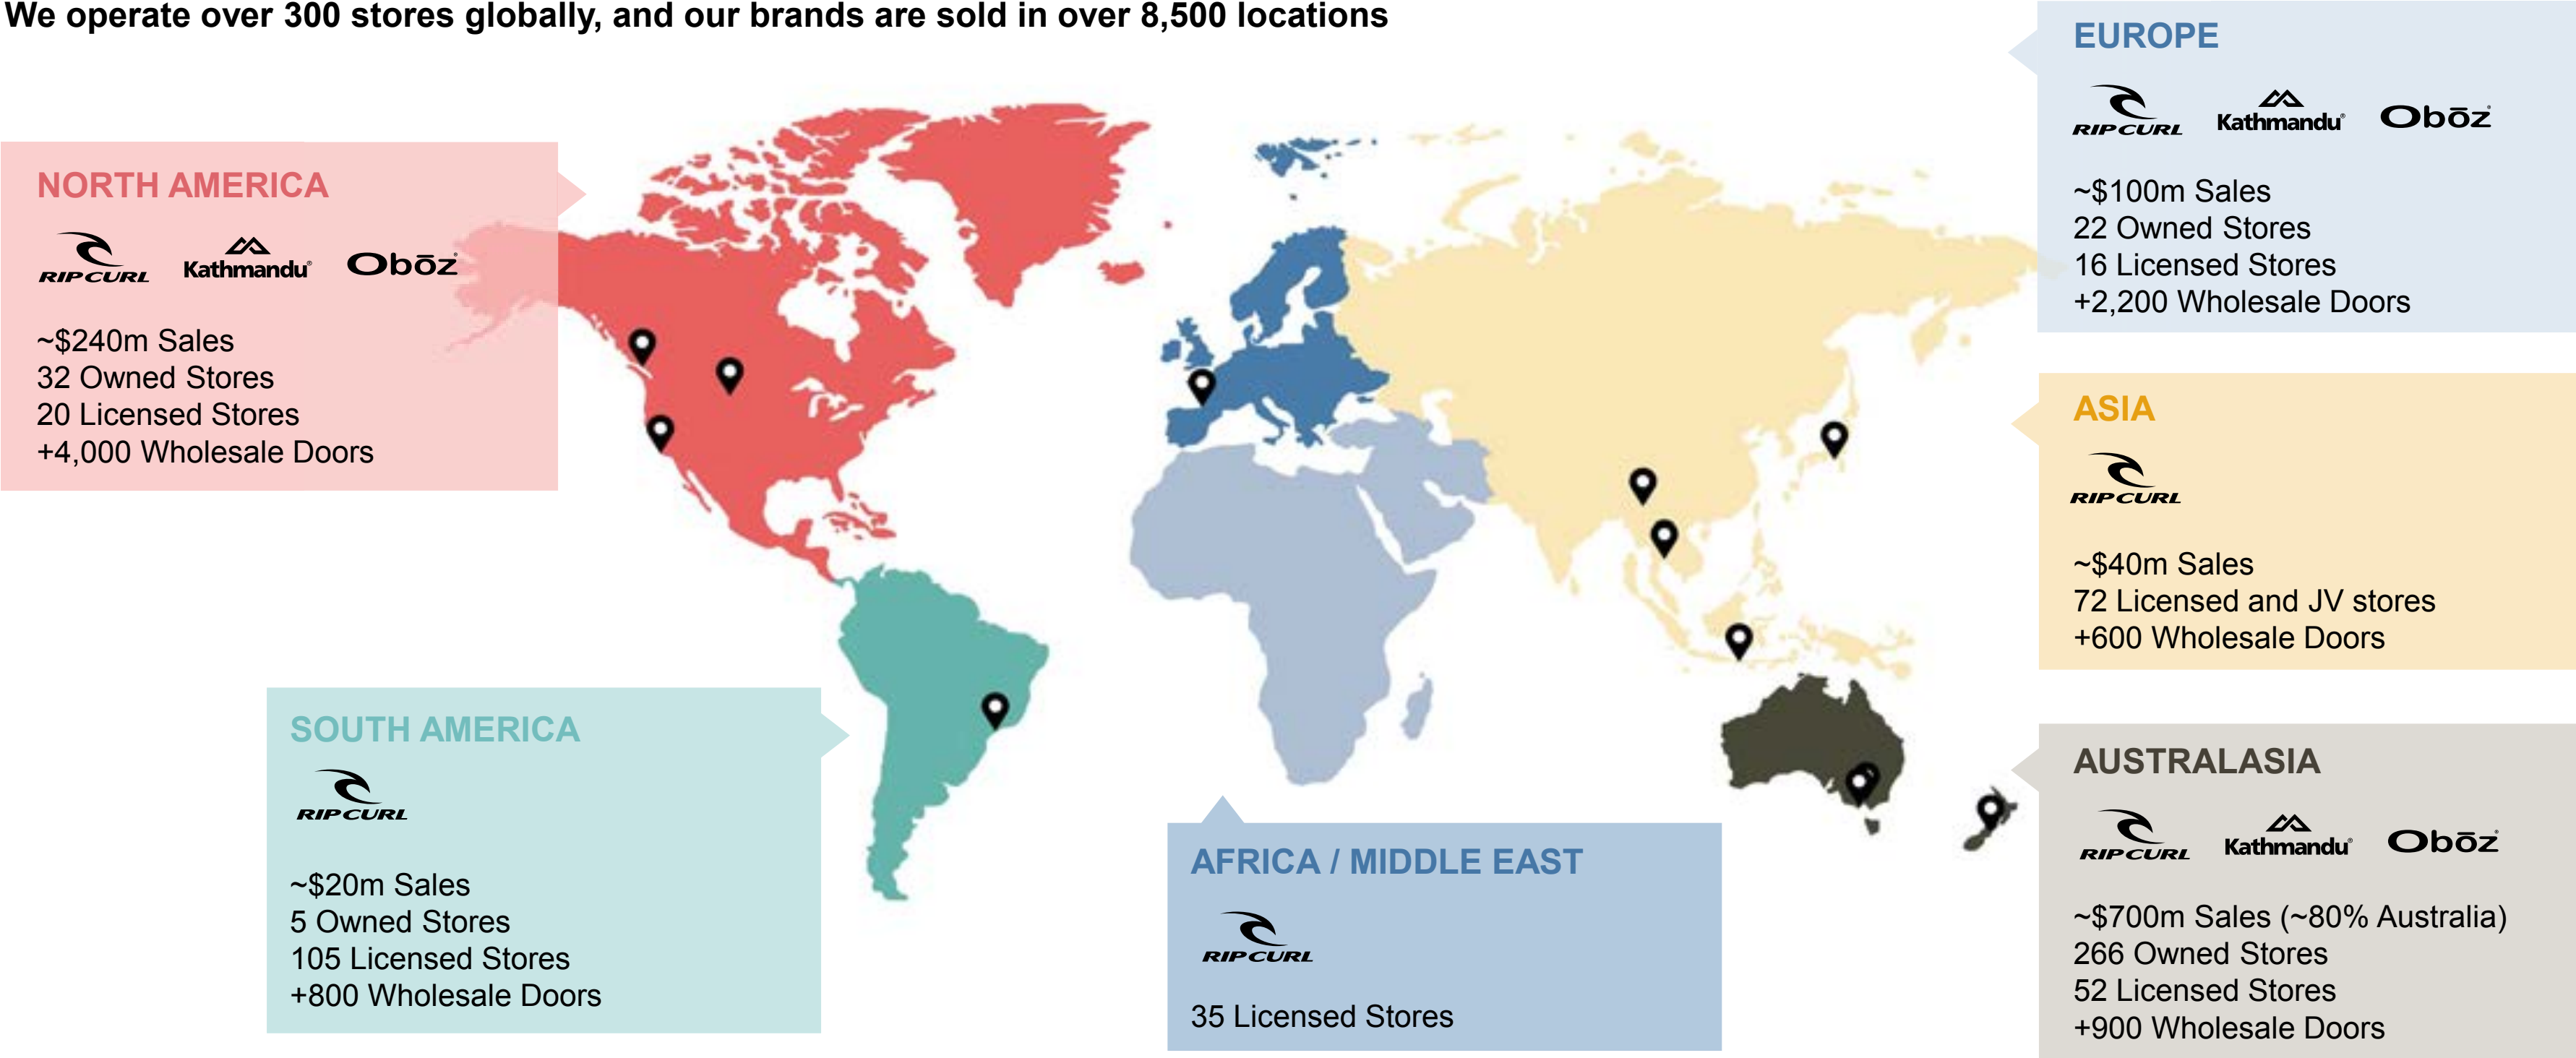 We operate over 300 stores globally, and our brands are sold in over 8,500 locations
NORTH AMERICA
RIP CURL Kathmandu® Obōz®
~$240m Sales
32 Owned Stores
20 Licensed Stores
+4,000 Wholesale Doors
SOUTH AMERICA
RIP CURL
~$20m Sales
5 Owned Stores
105 Licensed Stores
+800 Wholesale Doors
AFRICA / MIDDLE EAST
RIP CURL
35 Licensed Stores
EUROPE
RIP CURL Kathmandu® Obōz®
~$100m Sales
22 Owned Stores
16 Licensed Stores
+2,200 Wholesale Doors
ASIA
RIP CURL
~$40m Sales
72 Licensed and JV stores
+600 Wholesale Doors
AUSTRALASIA
RIP CURL Kathmandu® Obōz®
~$700m Sales (~80% Australia)
266 Owned Stores
52 Licensed Stores
+900 Wholesale Doors